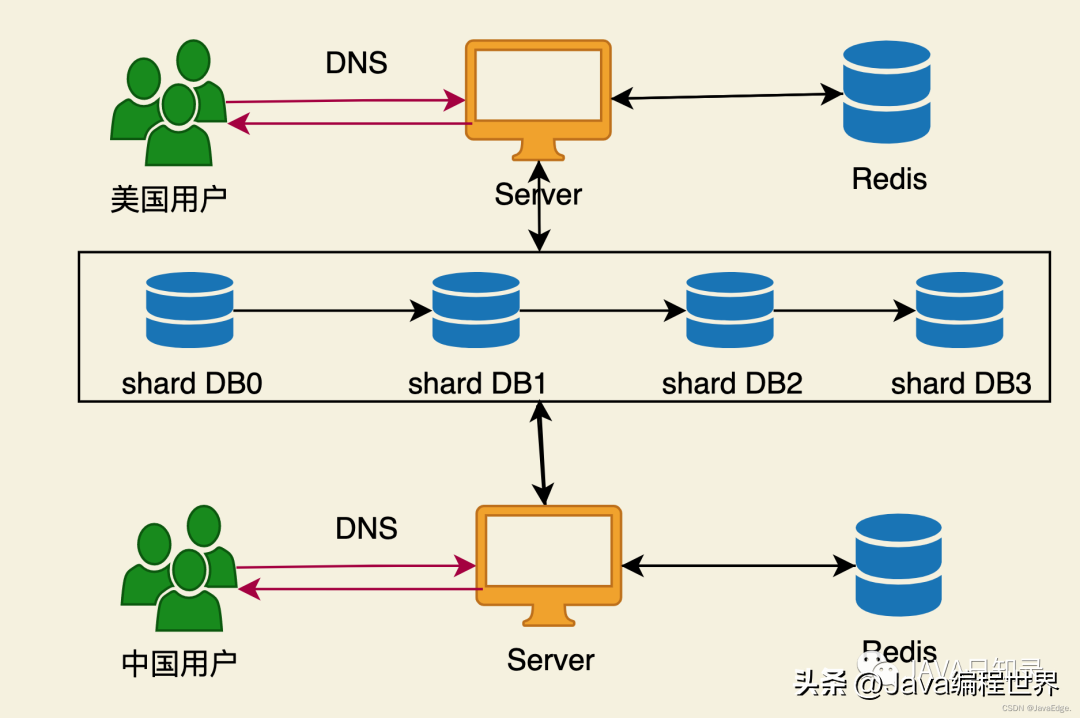 DNS
美国用户
Server
Redis
shard DB0
shard DB1
shard DB2
shard DB3
DNS
中国用户
Server
Redis
JAVA日知录
头条 @Java编程世界
CSDN @JavaEdge.